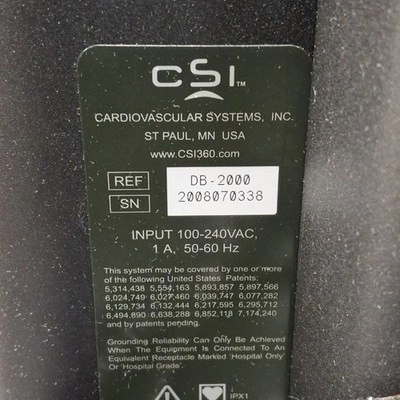 CSI™
CARDIOVASCULAR SYSTEMS, INC.
ST PAUL, MN USA
www.CSI360.com
REF DB-2000
SN 2008070338
INPUT 100-240VAC,
1 A, 50-60 Hz
This system may be covered by one or more
of the following United States Patents:
5,314,438 5,554,163 5,893,857 5,897,566
6,024,749 6,027,460 6,039,747 6,077,282
6,129,734 6,132,444 6,217,595 6,295,712
6,494,890 6,638,288 6,852,118 7,174,240
and by patents pending.
Grounding Reliability Can Only Be Achieved
When The Equipment Is Connected To An
Equivalent Receptacle Marked 'Hospital Only'
Or 'Hospital Grade'.
IPX1